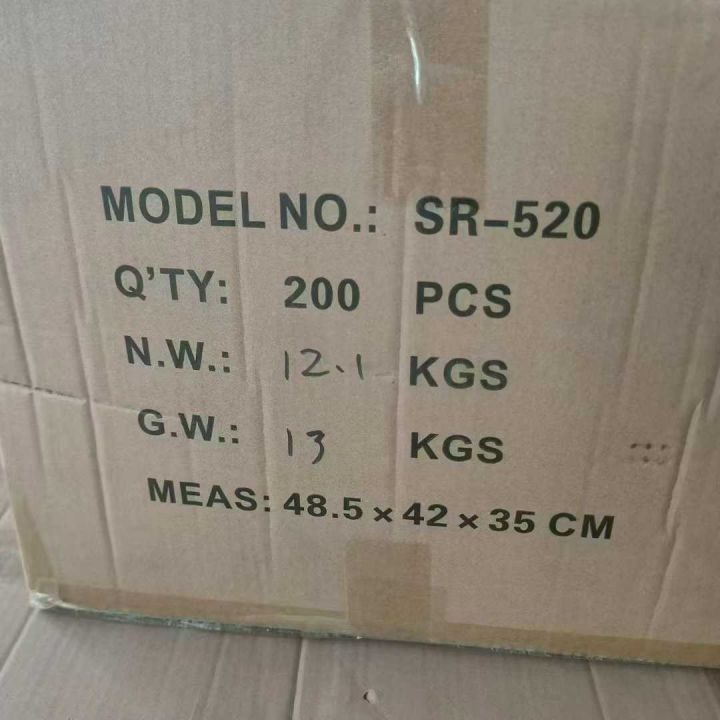 MODEL NO.: SR-520
Q'TY: 200 PCS
N.W.: 12.1 KGS
G.W.: 13 KGS
MEAS: 48.5 × 42 × 35 CM